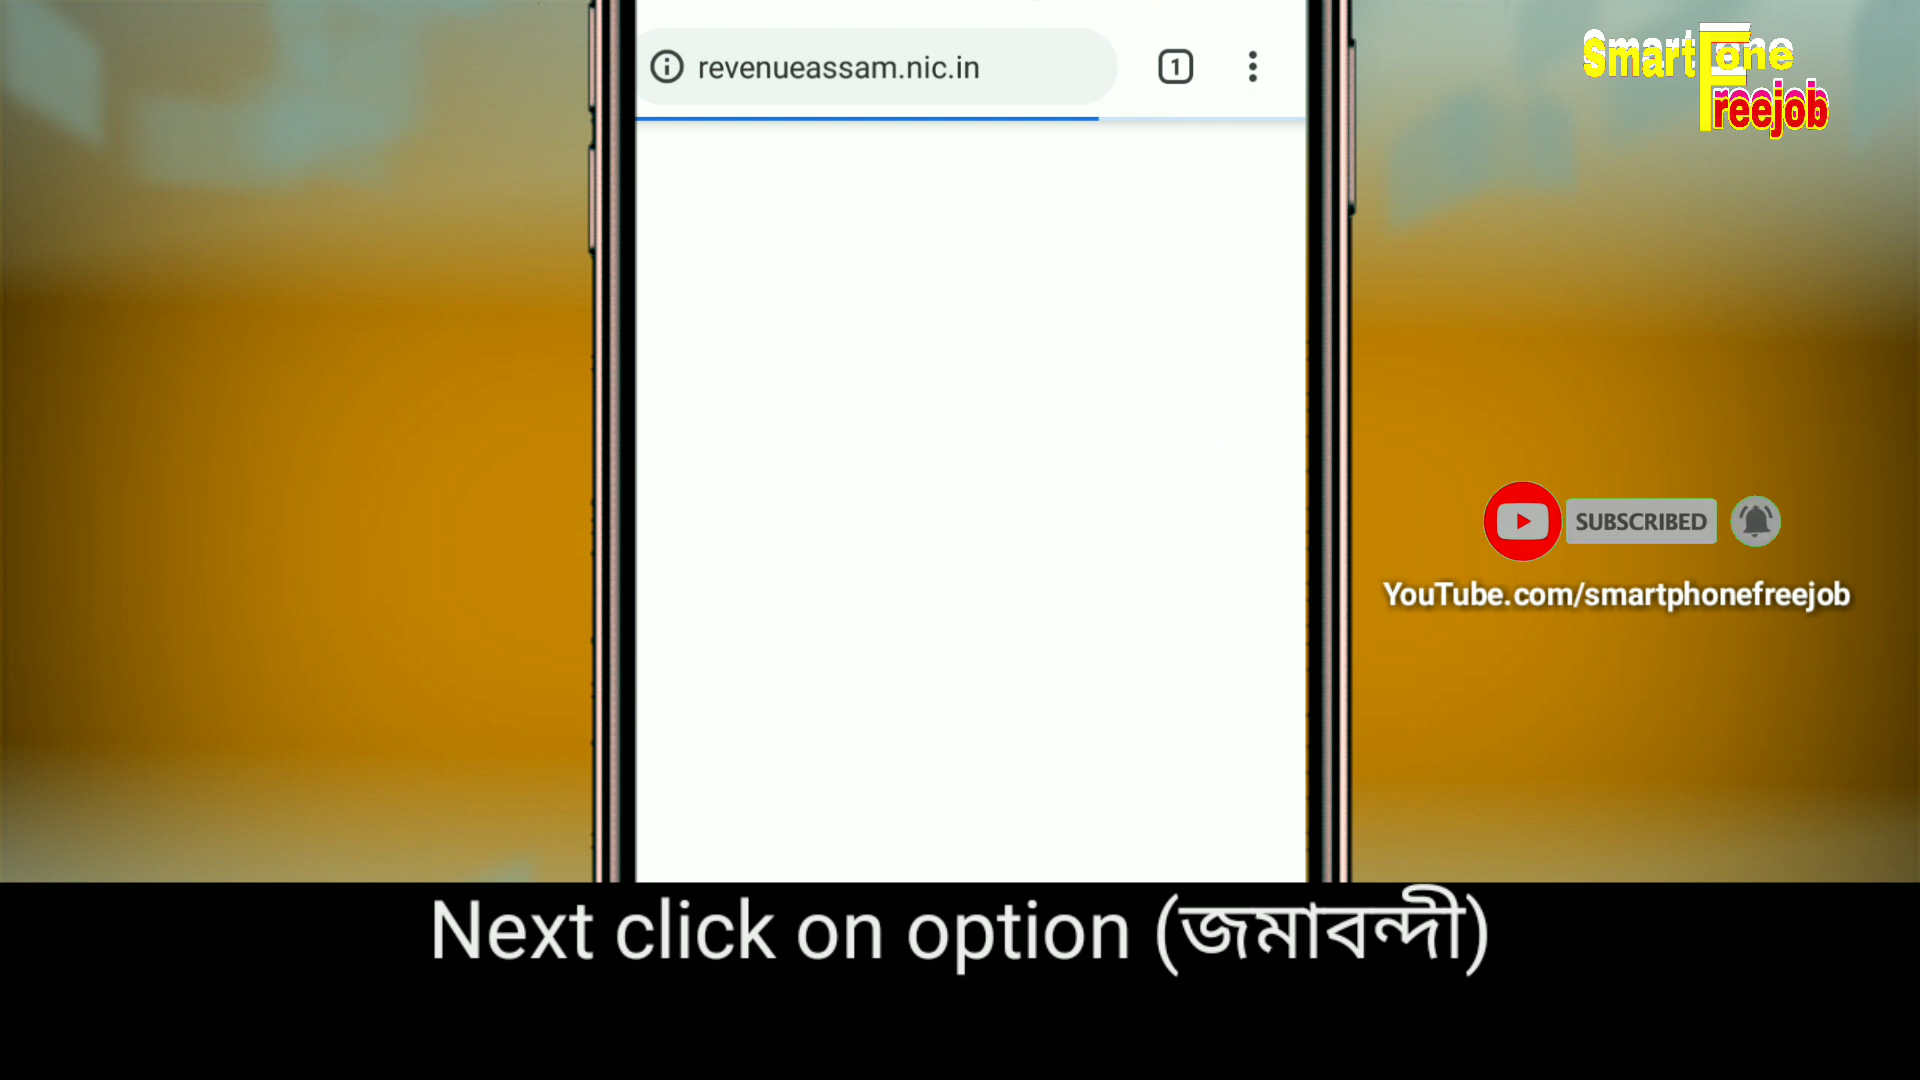 revenueassam.nic.in
1
Smart Fone
Freejob
SUBSCRIBED
YouTube.com/smartphonefreejob
Next click on option (জমাবন্দী)